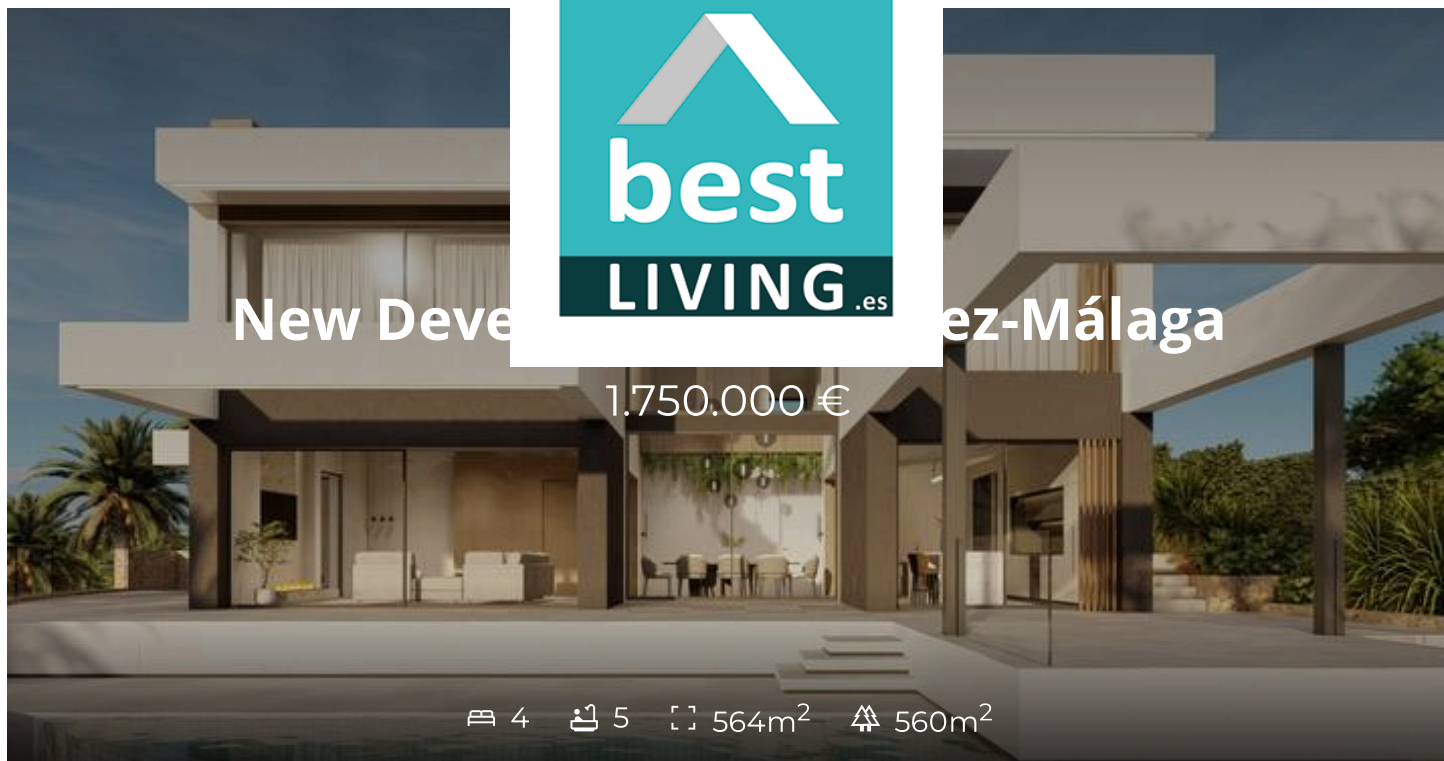 best
LIVING.es
New Deve ez-Málaga
1.750.000 €
4 5 564m² 560m²